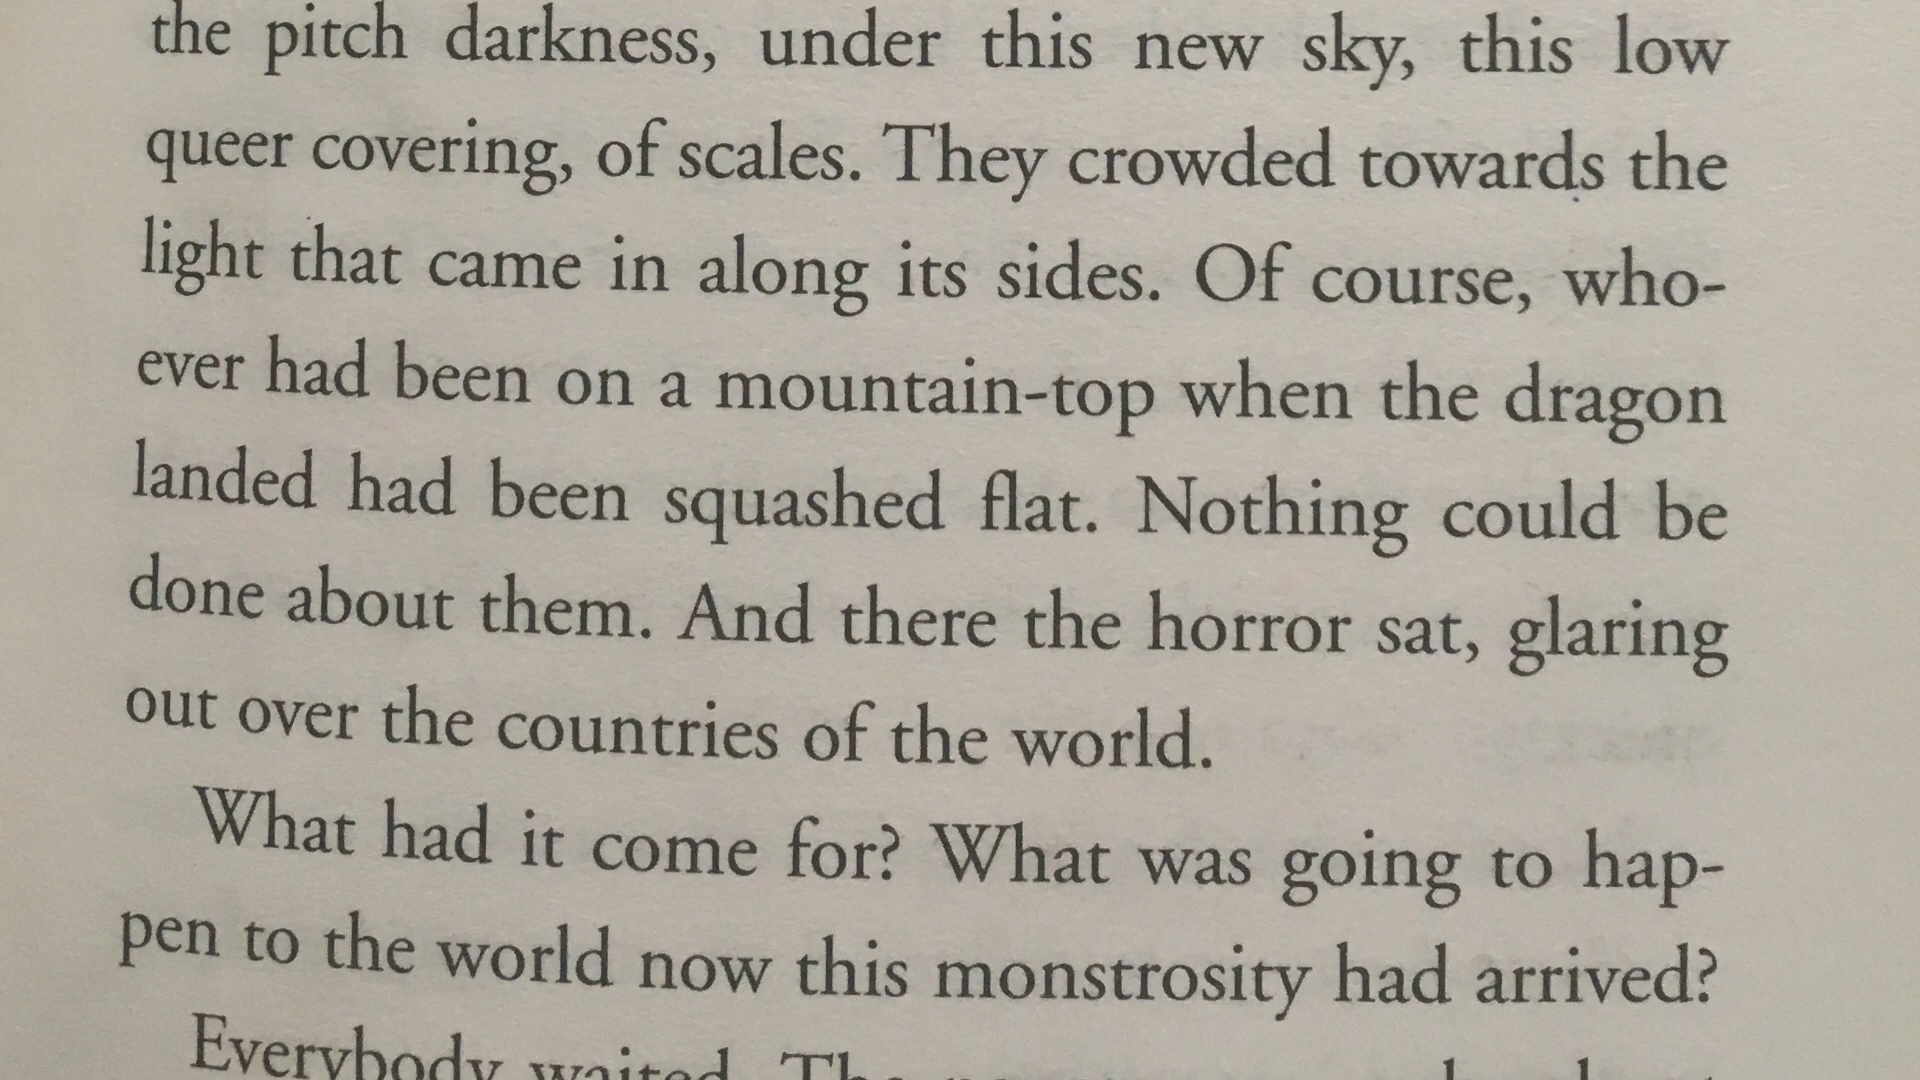 the pitch darkness, under this new sky, this low
queer covering, of scales. They crowded towards the
light that came in along its sides. Of course, who-
ever had been on a mountain-top when the dragon
landed had been squashed flat. Nothing could be
done about them. And there the horror sat, glaring
out over the countries of the world.
What had it come for? What was going to hap-
pen to the world now this monstrosity had arrived?
Everybody waited. The